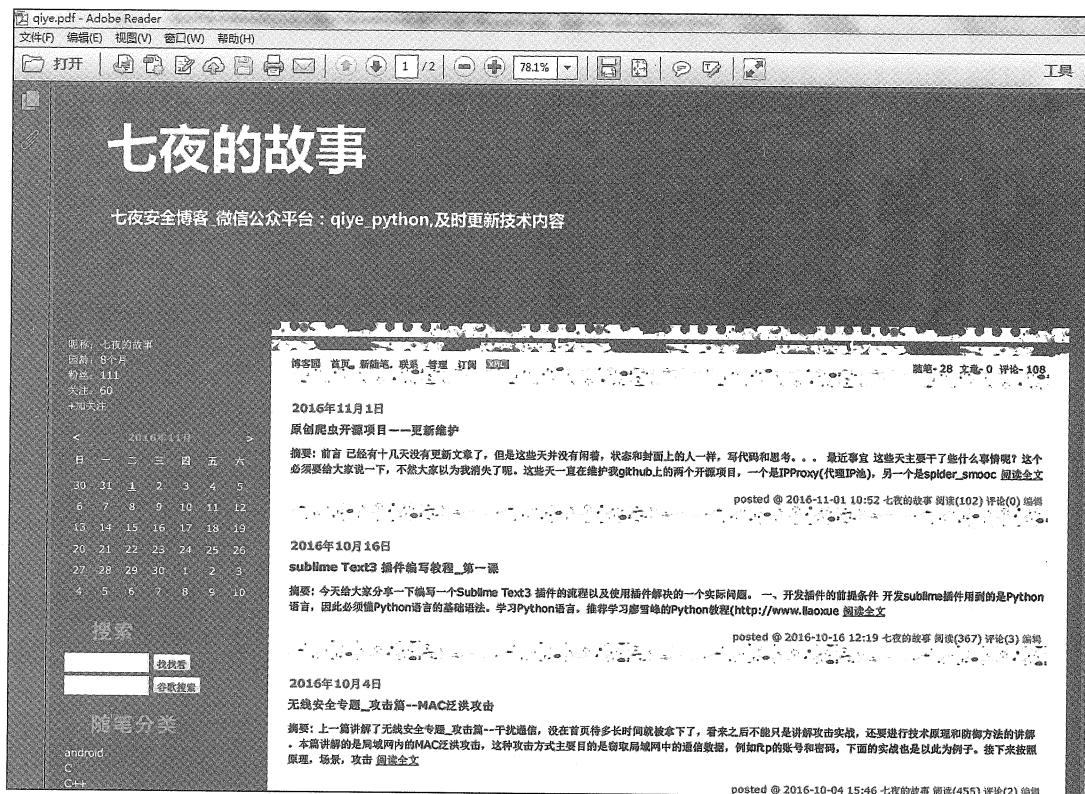 qiye.pdf - Adobe Reader
文件(F) 编辑(E) 视图(V) 窗口(W) 帮助(H)
打开 1 /2 78.1% 工具
七夜的故事
七夜安全博客_微信公众平台：qiye_python,及时更新技术内容
昵称：七夜的故事
园龄：8个月
粉丝：111
关注：60
+加关注
< 2016年11月 >
日 一 二 三 四 五 六
30 31 1 2 3 4 5
6 7 8 9 10 11 12
13 14 15 16 17 18 19
20 21 22 23 24 25 26
27 28 29 30 1 2 3
4 5 6 7 8 9 10
搜索
找找看
谷歌搜索
随笔分类
android
C
C++
博客园 首页 新随笔 联系 管理 订阅
随笔- 28 文章- 0 评论- 108
2016年11月1日
原创爬虫开源项目——更新维护
摘要：前言 已经有十几天没有更新文章了，但是这些天并没有闲着，状态和封面上的人一样，写代码和思考。。。 最近事宜 这些天主要干了些什么事情呢？这个
必须要给大家说一下，不然大家以为我消失了呢。这些天一直在维护我github上的两个开源项目，一个是IPProxy(代理IP池)，另一个是spider_smooc 阅读全文
posted @ 2016-11-01 10:52 七夜的故事 阅读(102) 评论(0) 编辑
2016年10月16日
sublime Text3 插件编写教程_第一课
摘要：今天给大家分享一下编写一个Sublime Text3 插件的流程以及使用插件解决的一个实际问题。 一、开发插件的前提条件 开发sublime插件用到的是Python
语言，因此必须懂Python语言的基础语法。学习Python语言，推荐学习廖雪峰的Python教程(http://www.liaoxue 阅读全文
posted @ 2016-10-16 12:19 七夜的故事 阅读(367) 评论(3) 编辑
2016年10月4日
无线安全专题_攻击篇--MAC泛洪攻击
摘要：上一篇讲解了无线安全专题_攻击篇--干扰通信，没在首页待多长时间就被拿下了，看来之后不能只是讲解攻击实战，还要进行技术原理和防御方法的讲解
。本篇讲解的是局域网内的MAC泛洪攻击，这种攻击方式主要目的是窃取局域网中的通信数据，例如ftp的账号和密码，下面的实战也是以此为例子。接下来按照
原理，场景，攻击 阅读全文
posted @ 2016-10-04 15:46 七夜的故事 阅读(455) 评论(2) 编辑